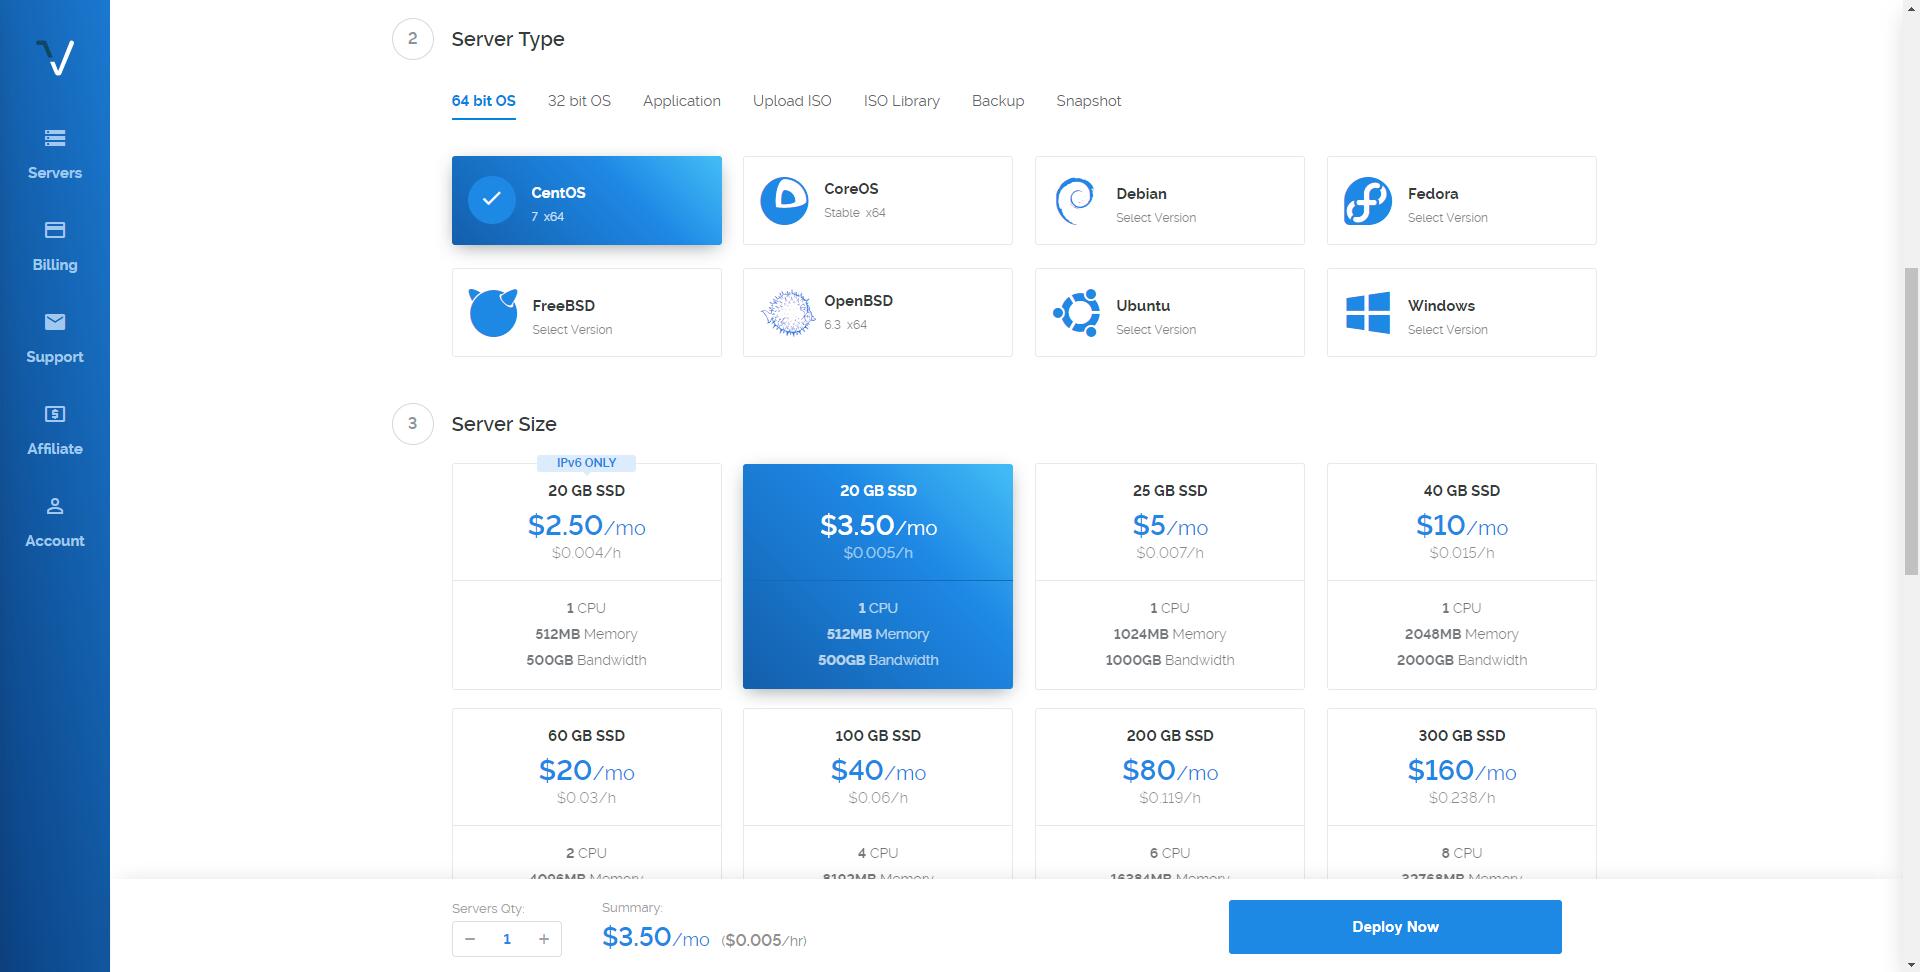 Servers
Billing
Support
Affiliate
Account
2
Server Type
64 bit OS
32 bit OS
Application
Upload ISO
ISO Library
Backup
Snapshot
CentOS
7 x64
CoreOS
Stable x64
Debian
Select Version
Fedora
Select Version
FreeBSD
Select Version
OpenBSD
6.3 x64
Ubuntu
Select Version
Windows
Select Version
3
Server Size
IPv6 ONLY
20 GB SSD
$2.50/mo
$0.004/h
1 CPU
512MB Memory
500GB Bandwidth
20 GB SSD
$3.50/mo
$0.005/h
1 CPU
512MB Memory
500GB Bandwidth
25 GB SSD
$5/mo
$0.007/h
1 CPU
1024MB Memory
1000GB Bandwidth
40 GB SSD
$10/mo
$0.015/h
1 CPU
2048MB Memory
2000GB Bandwidth
60 GB SSD
$20/mo
$0.03/h
2 CPU
4096MB Memory
100 GB SSD
$40/mo
$0.06/h
4 CPU
8192MB Memory
200 GB SSD
$80/mo
$0.119/h
6 CPU
16384MB Memory
300 GB SSD
$160/mo
$0.238/h
8 CPU
32768MB Memory
Servers Qty:
− 1 +
Summary:
$3.50/mo ($0.005/hr)
Deploy Now